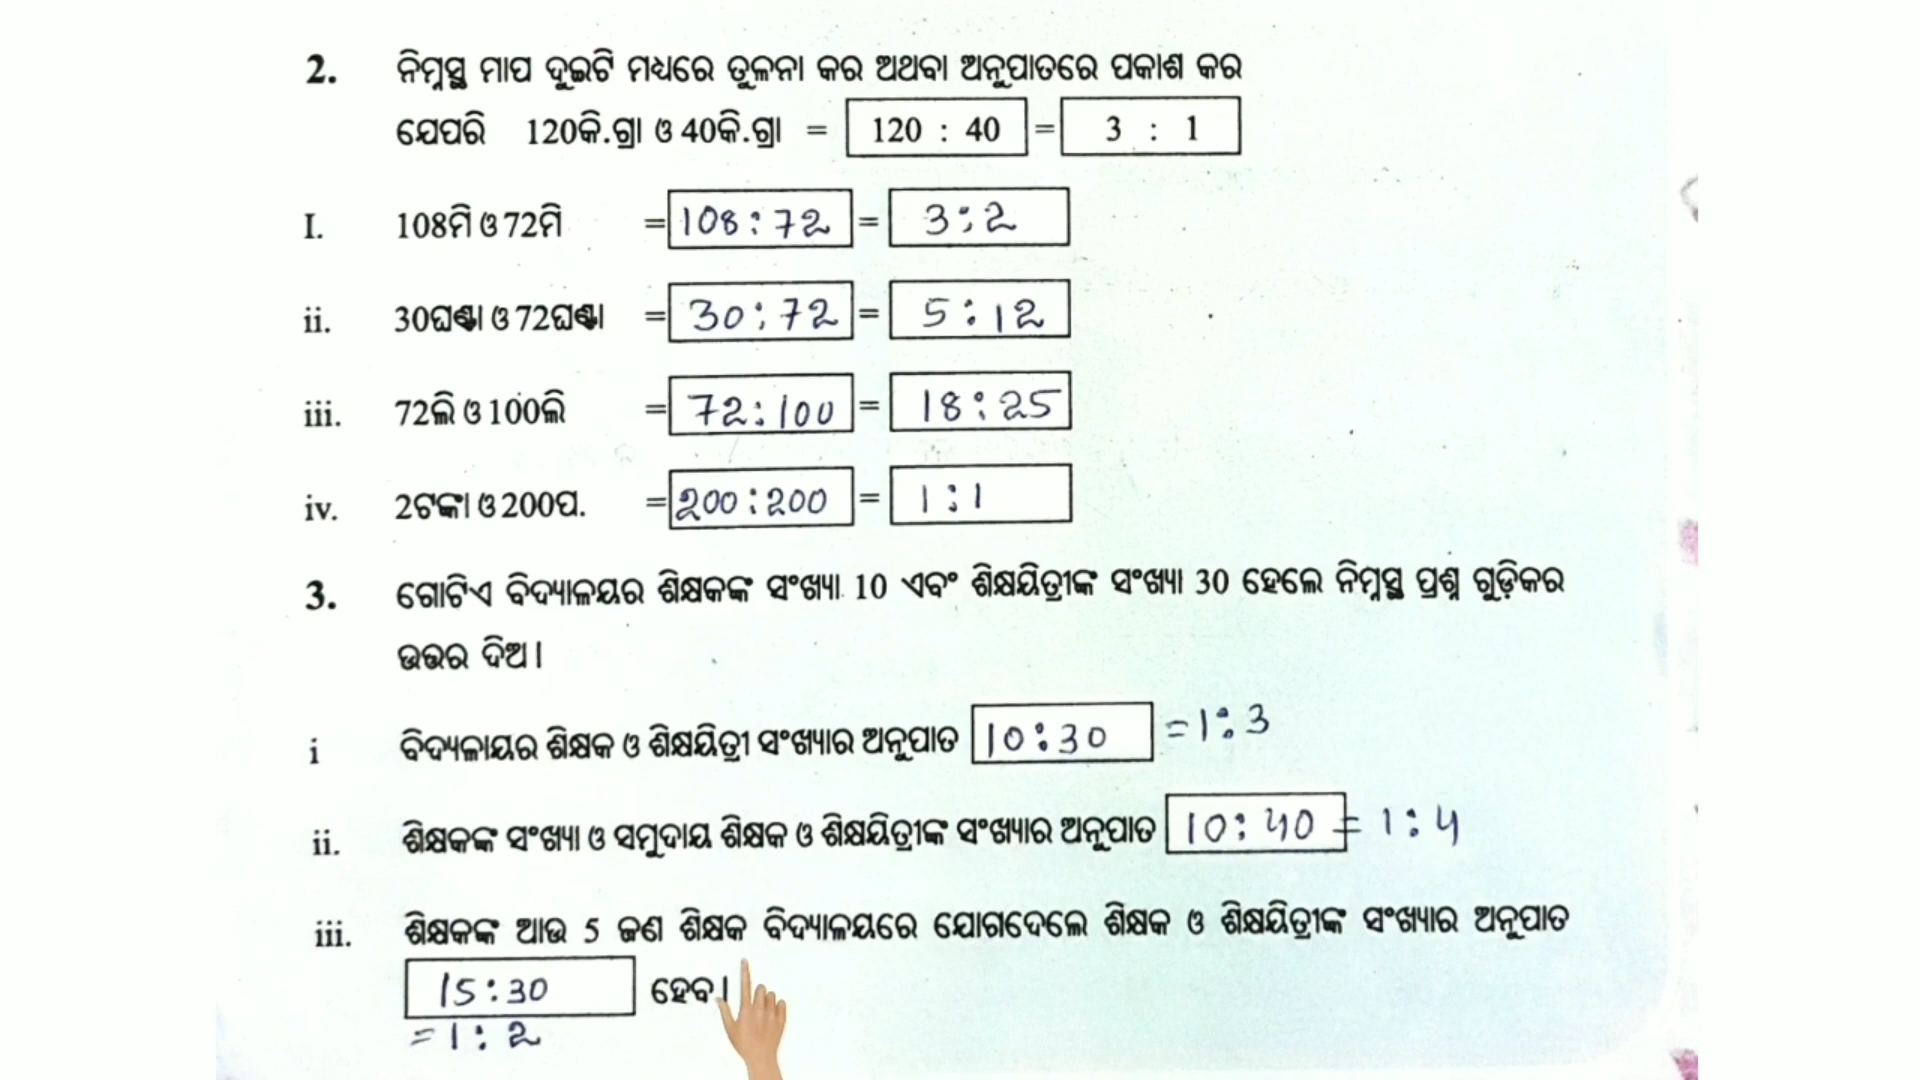 2. ନିମ୍ନସ୍ଥ ମାପ ଦୁଇଟି ମଧ୍ୟରେ ତୁଳନା କର ଅଥବା ଅନୁପାତରେ ପକାଶ କର
ଯେପରି 120କି.ଗ୍ରା ଓ 40କି.ଗ୍ରା = 120 : 40 = 3 : 1
I. 108ମି ଓ 72ମି = 108:72 = 3:2
ii. 30ଘଣ୍ଟା ଓ 72ଘଣ୍ଟା = 30:72 = 5:12
iii. 72ଲି ଓ 100ଲି = 72:100 = 18:25
iv. 2ଟଙ୍କା ଓ 200ପ. = 200:200 = 1:1
3. ଗୋଟିଏ ବିଦ୍ୟାଳୟର ଶିକ୍ଷକଙ୍କ ସଂଖ୍ୟା 10 ଏବଂ ଶିକ୍ଷୟିତ୍ରୀଙ୍କ ସଂଖ୍ୟା 30 ହେଲେ ନିମ୍ନସ୍ଥ ପ୍ରଶ୍ନ ଗୁଡ଼ିକର
ଉତ୍ତର ଦିଅ।
i ବିଦ୍ୟଳାୟର ଶିକ୍ଷକ ଓ ଶିକ୍ଷୟିତ୍ରୀ ସଂଖ୍ୟାର ଅନୁପାତ 10:30 = 1:3
ii. ଶିକ୍ଷକଙ୍କ ସଂଖ୍ୟା ଓ ସମୁଦାୟ ଶିକ୍ଷକ ଓ ଶିକ୍ଷୟିତ୍ରୀଙ୍କ ସଂଖ୍ୟାର ଅନୁପାତ 10:40 = 1:4
iii. ଶିକ୍ଷକଙ୍କ ଆଉ 5 ଜଣ ଶିକ୍ଷକ ବିଦ୍ୟାଳୟରେ ଯୋଗଦେଲେ ଶିକ୍ଷକ ଓ ଶିକ୍ଷୟିତ୍ରୀଙ୍କ ସଂଖ୍ୟାର ଅନୁପାତ
15:30 ହେବ।
= 1:2